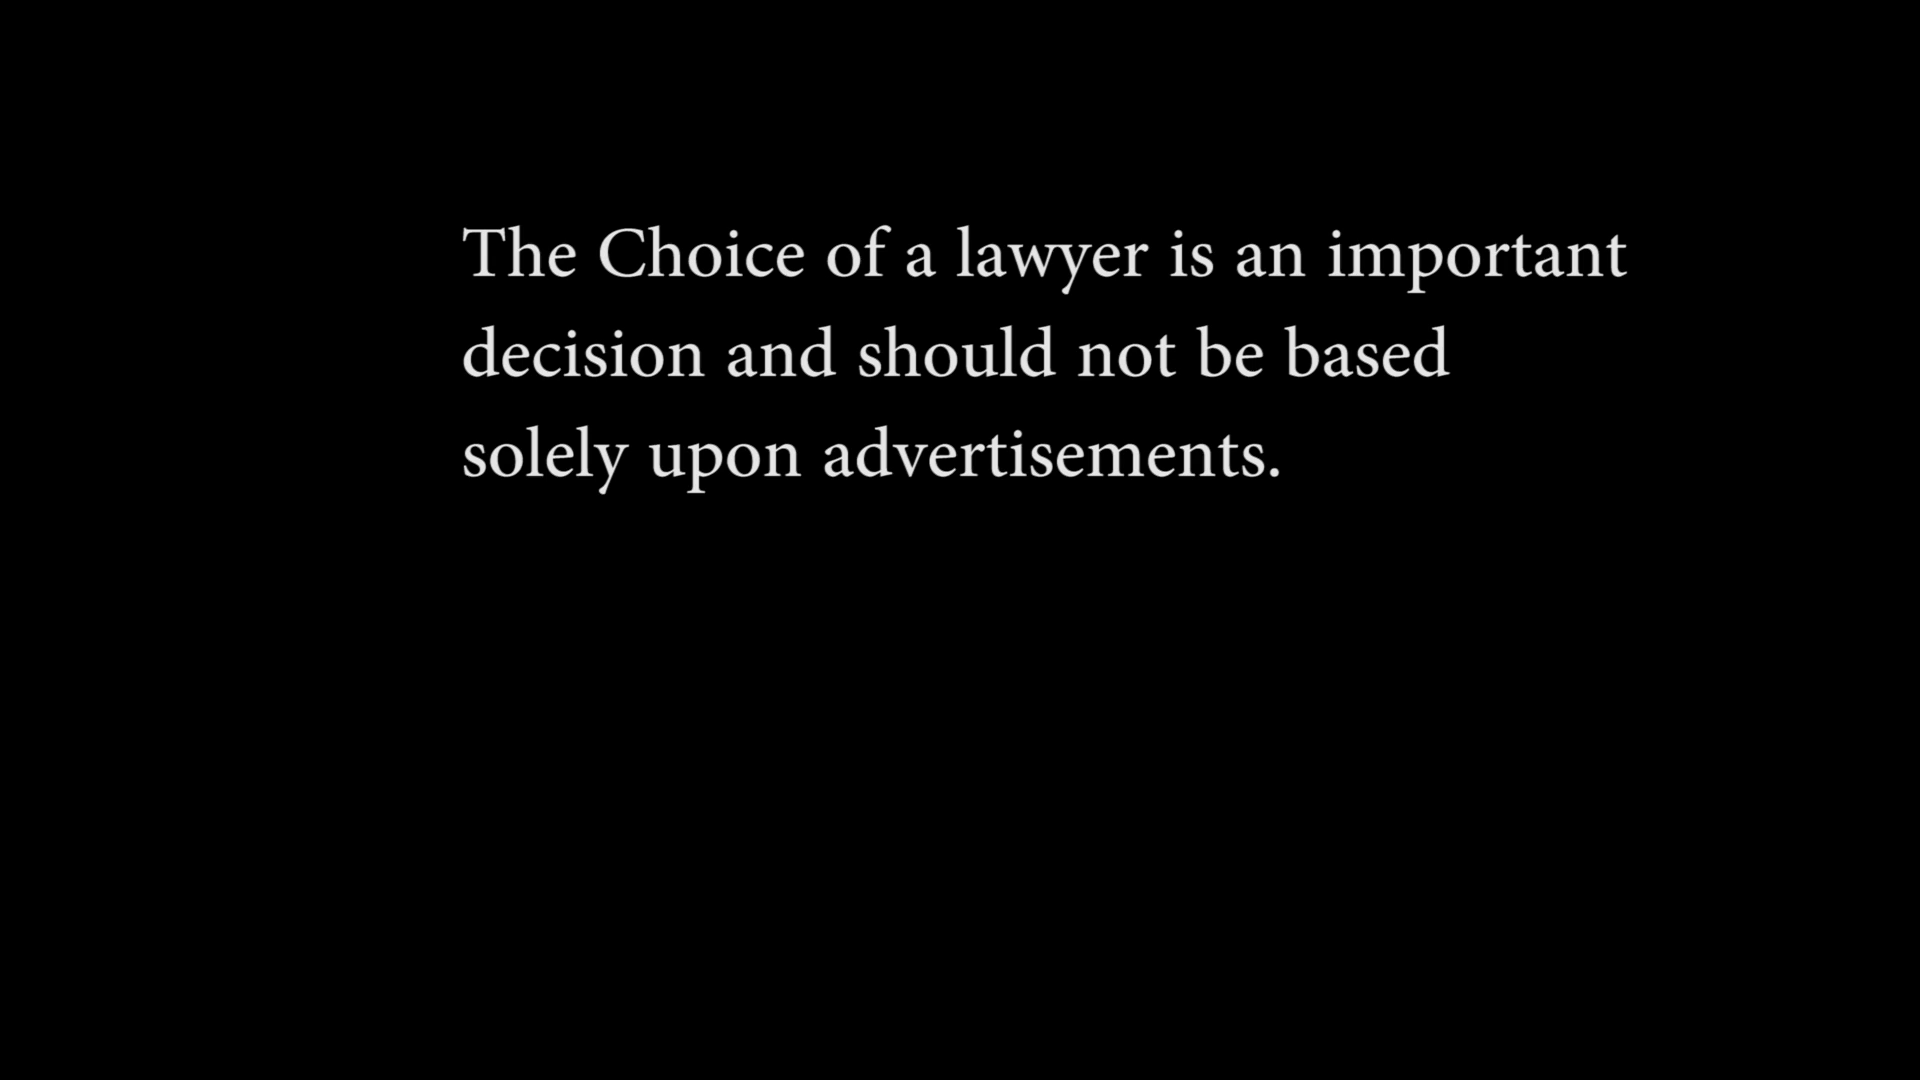 The Choice of a lawyer is an important
decision and should not be based
solely upon advertisements.